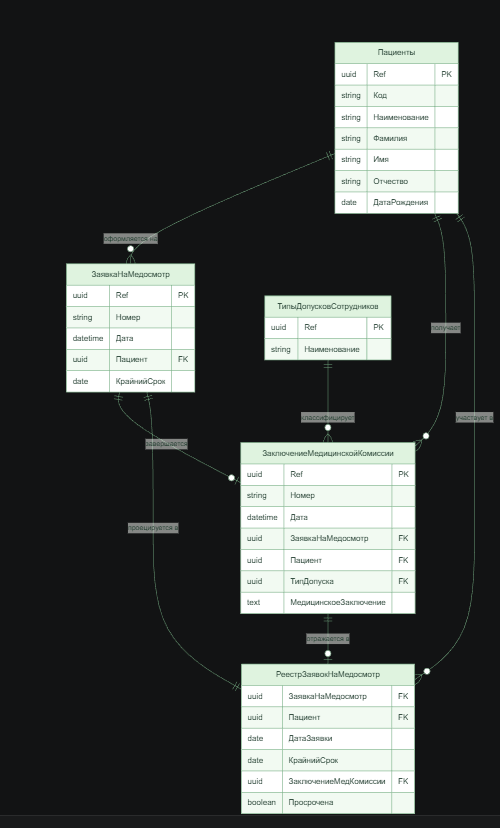 Пациенты
uuid Ref PK
string Код
string Наименование
string Фамилия
string Имя
string Отчество
date ДатаРождения
оформляется на
ЗаявкаНаМедосмотр
uuid Ref PK
string Номер
datetime Дата
uuid Пациент FK
date КрайнийСрок
ТипыДопусковСотрудников
uuid Ref PK
string Наименование
получает
классифицирует
участвует в
завершается
ЗаключениеМедицинскойКомиссии
uuid Ref PK
string Номер
datetime Дата
uuid ЗаявкаНаМедосмотр FK
uuid Пациент FK
uuid ТипДопуска FK
text МедицинскоеЗаключение
проецируется в
отражается в
РеестрЗаявокНаМедосмотр
uuid ЗаявкаНаМедосмотр FK
uuid Пациент FK
date ДатаЗаявки
date КрайнийСрок
uuid ЗаключениеМедКомиссии FK
boolean Просрочена